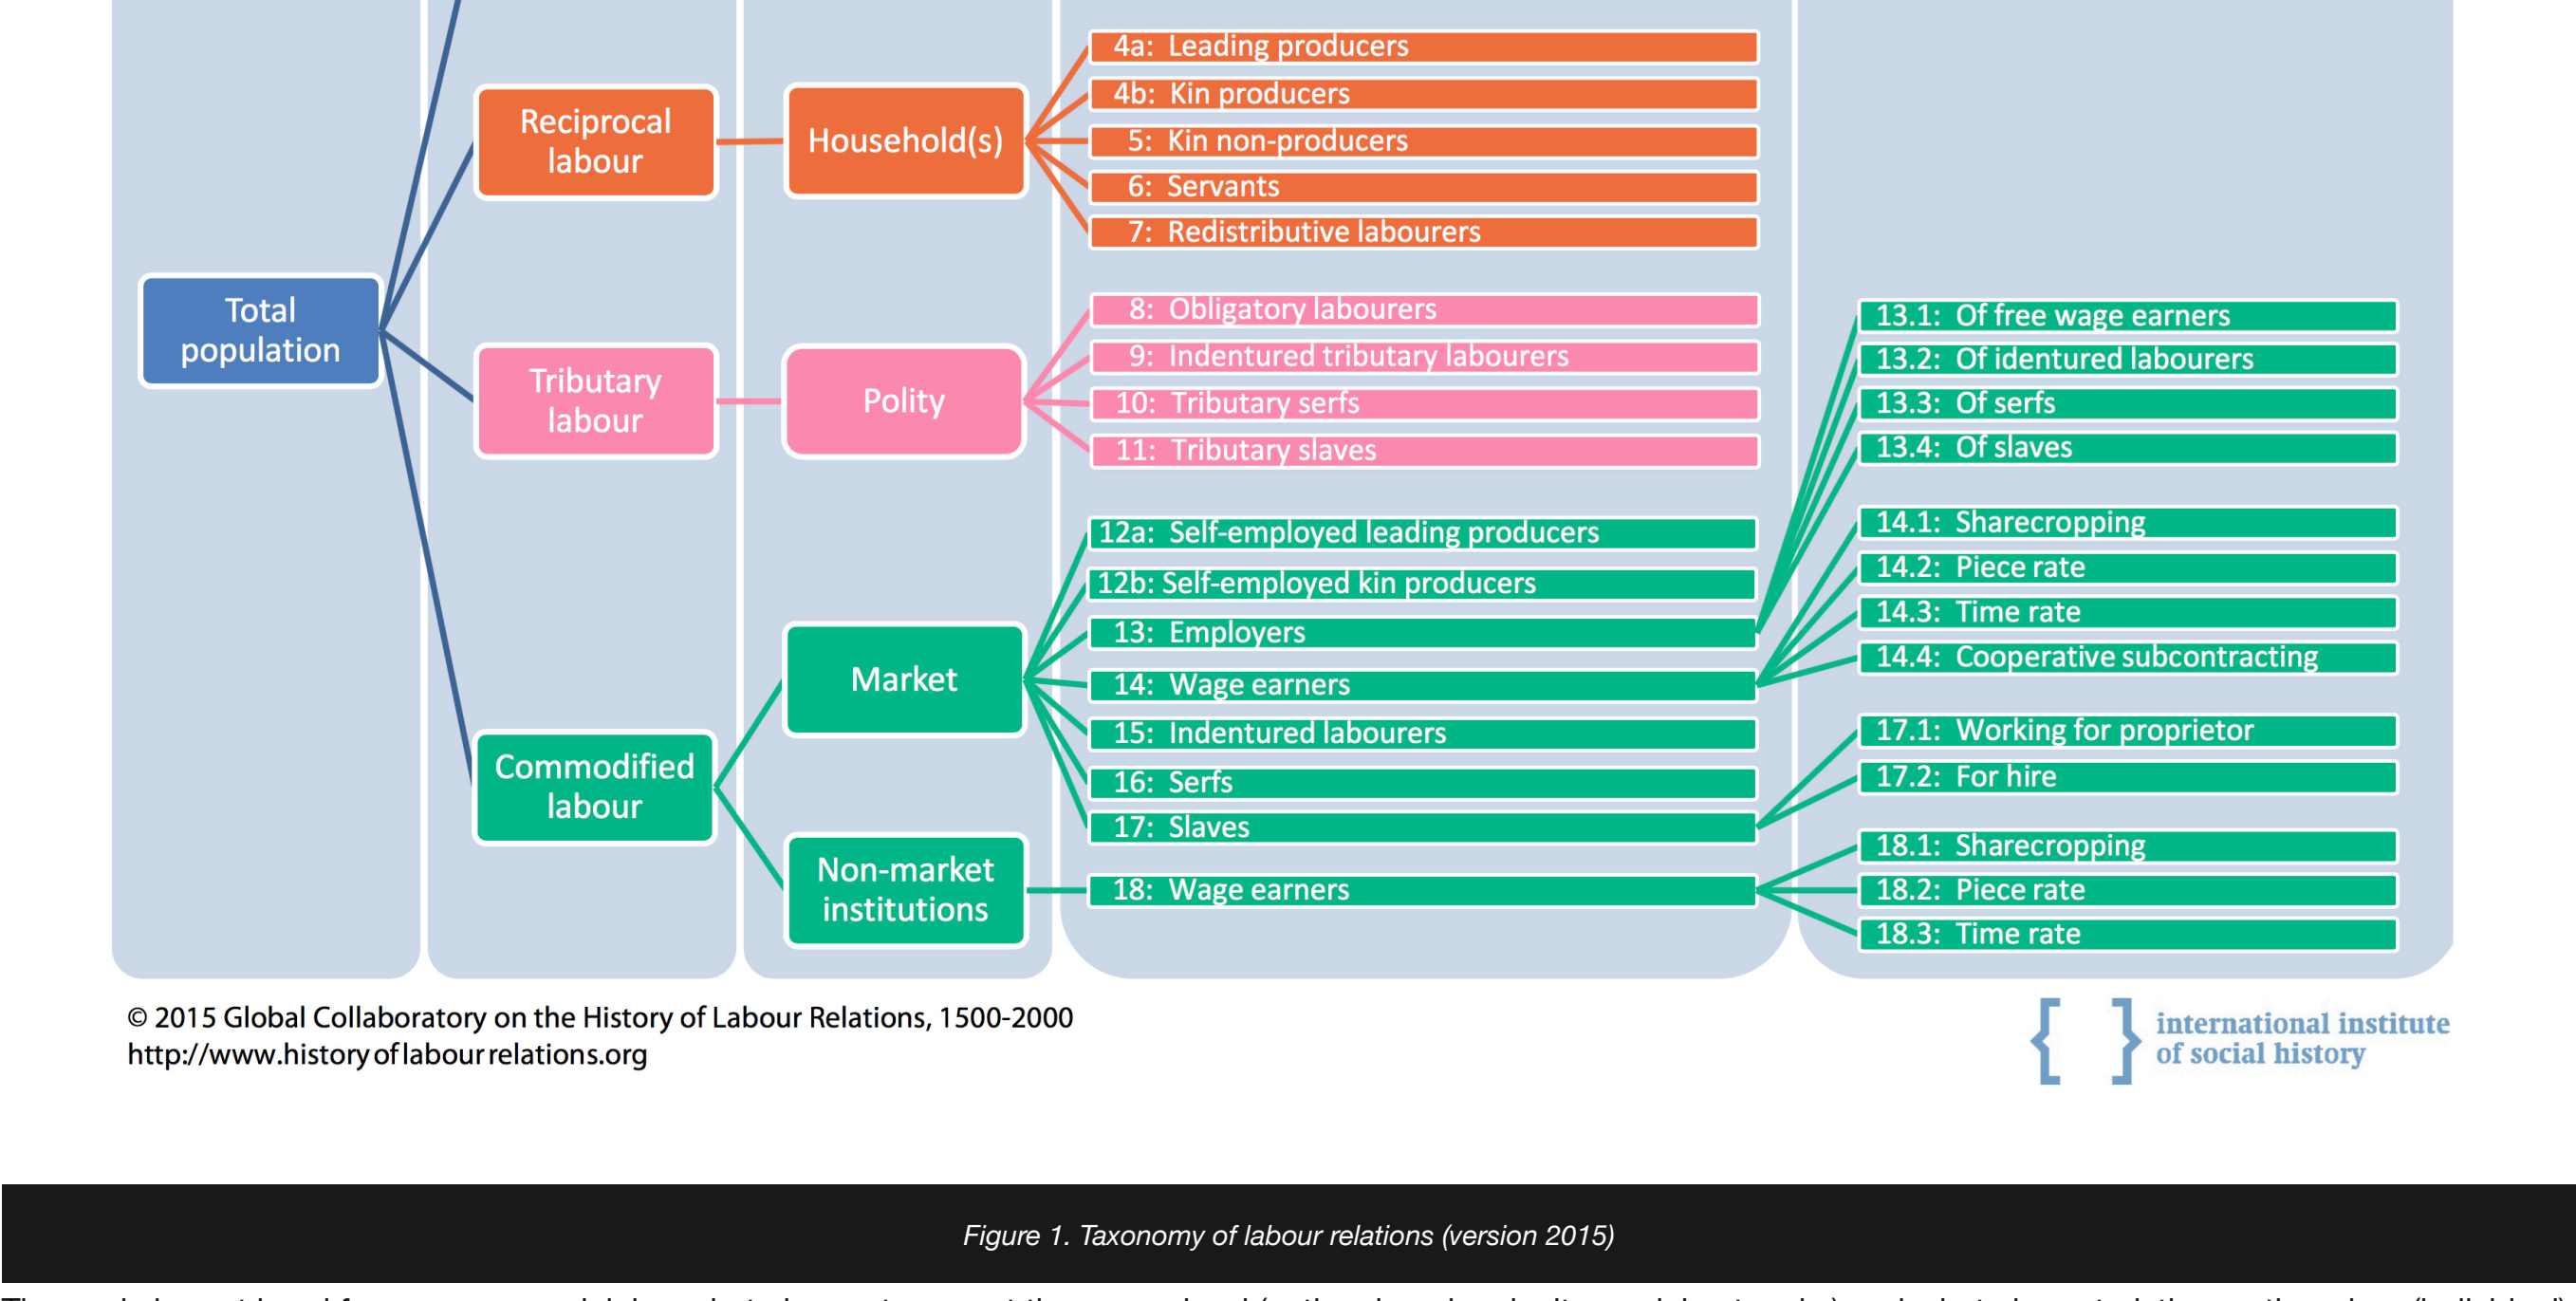 4a: Leading producers
4b: Kin producers
5: Kin non-producers
6: Servants
7: Redistributive labourers
Reciprocal
labour
Household(s)
Total
population
8: Obligatory labourers
9: Indentured tributary labourers
10: Tributary serfs
11: Tributary slaves
Tributary
labour
Polity
12a: Self-employed leading producers
12b: Self-employed kin producers
13: Employers
14: Wage earners
15: Indentured labourers
16: Serfs
17: Slaves
18: Wage earners
Market
Commodified
labour
Non-market
institutions
13.1: Of free wage earners
13.2: Of identured labourers
13.3: Of serfs
13.4: Of slaves
14.1: Sharecropping
14.2: Piece rate
14.3: Time rate
14.4: Cooperative subcontracting
17.1: Working for proprietor
17.2: For hire
18.1: Sharecropping
18.2: Piece rate
18.3: Time rate
© 2015 Global Collaboratory on the History of Labour Relations, 1500-2000
http://www.historyoflabourrelations.org
international institute
of social history
Figure 1. Taxonomy of labour relations (version 2015)